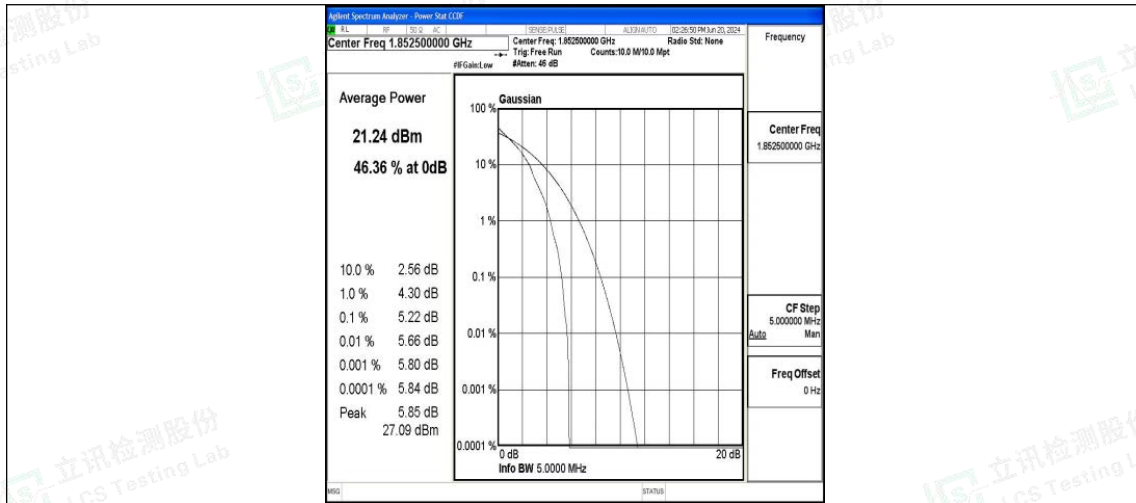 Agilent Spectrum Analyzer - Power Stat CCDF
RL RF 50 Ω AC SENSE:PULSE ALIGNAUTO 02:26:50 PM Jun 20, 2024
Center Freq 1.852500000 GHz
Center Freq: 1.852500000 GHz Radio Std: None
Trig: Free Run Counts:10.0 M/10.0 Mpt
#IFGain:Low #Atten: 46 dB
Frequency
Average Power
21.24 dBm
46.36 % at 0dB
10.0 % 2.56 dB
1.0 % 4.30 dB
0.1 % 5.22 dB
0.01 % 5.66 dB
0.001 % 5.80 dB
0.0001 % 5.84 dB
Peak 5.85 dB
27.09 dBm
Gaussian
100 %
10 %
1 %
0.1 %
0.01 %
0.001 %
0.0001 %
0 dB 20 dB
Info BW 5.0000 MHz
Center Freq
1.852500000 GHz
CF Step
5.000000 MHz
Auto Man
Freq Offset
0 Hz
MSG STATUS
立讯检测股份
LCS Testing Lab